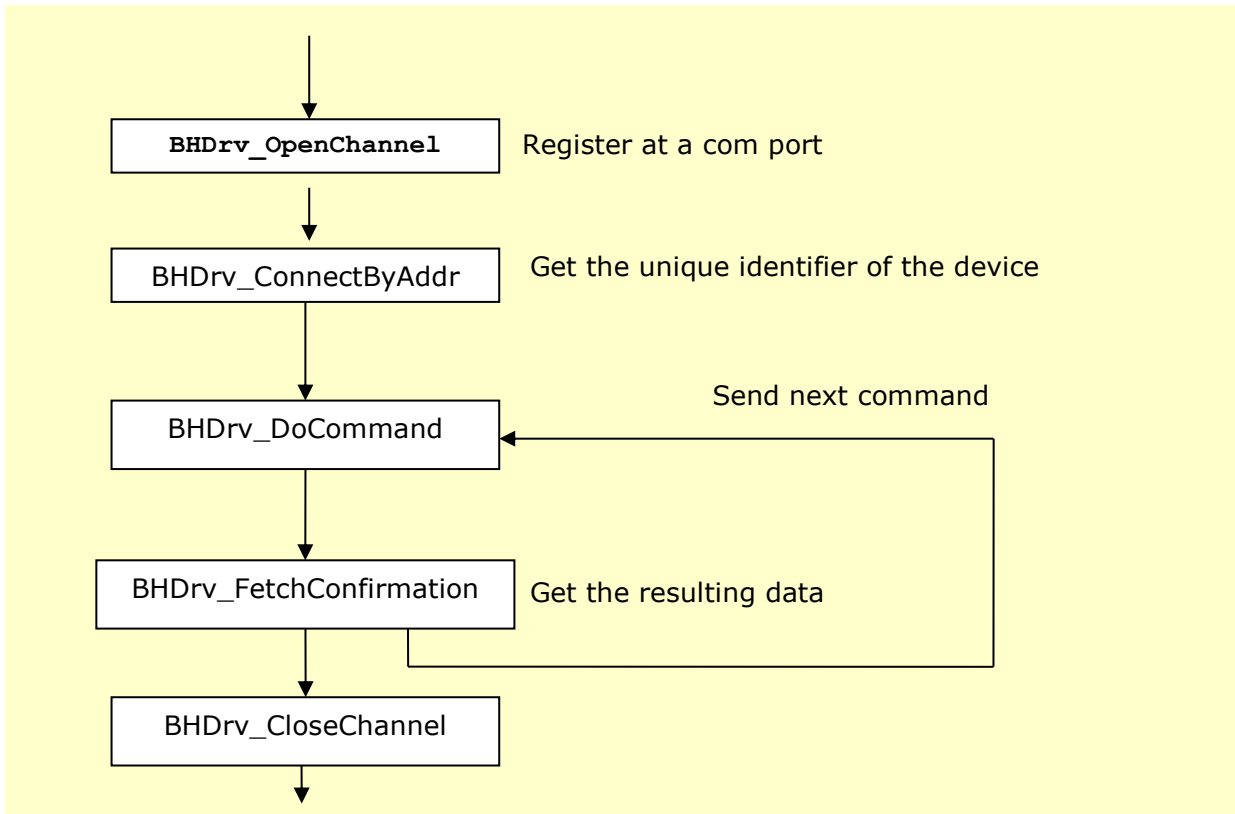 BHDrv_OpenChannel
Register at a com port
BHDrv_ConnectByAddr
Get the unique identifier of the device
Send next command
BHDrv_DoCommand
BHDrv_FetchConfirmation
Get the resulting data
BHDrv_CloseChannel